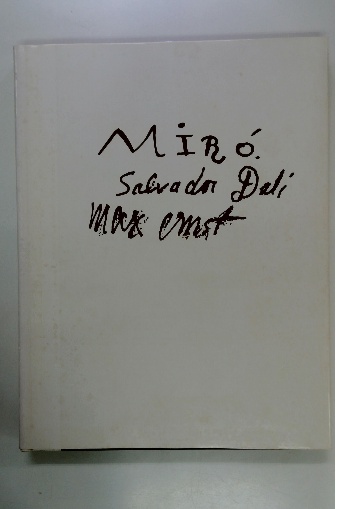 MiRó.
Salvador Dalí
Max ernst